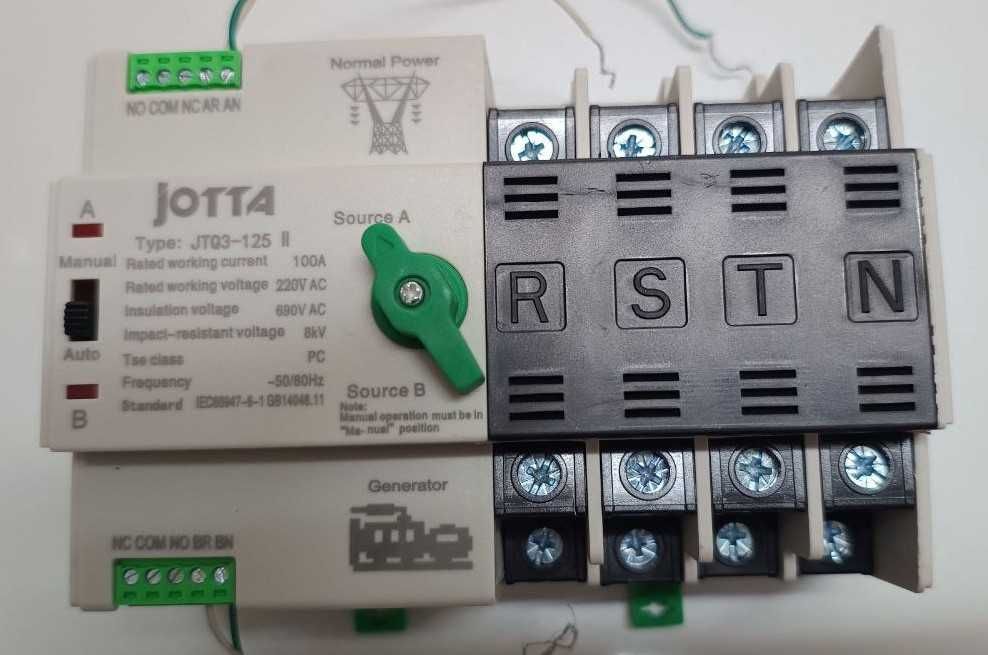 NO COM NC AR AN
Normal Power
A
JOTTA
Source A
Type: JTQ3-125 II
Manual
Rated working current 100A
Rated working voltage 220V AC
Insulation voltage 690V AC
Impact-resistant voltage 8kV
Auto
Tse class PC
Frequency ~50/60Hz
Standard IEC60947-6-1 GB14048.11
B
Source B
Note:
Manual operation must be in
"Ma- nual" position
R S T N
Generator
NC COM NO BR BN